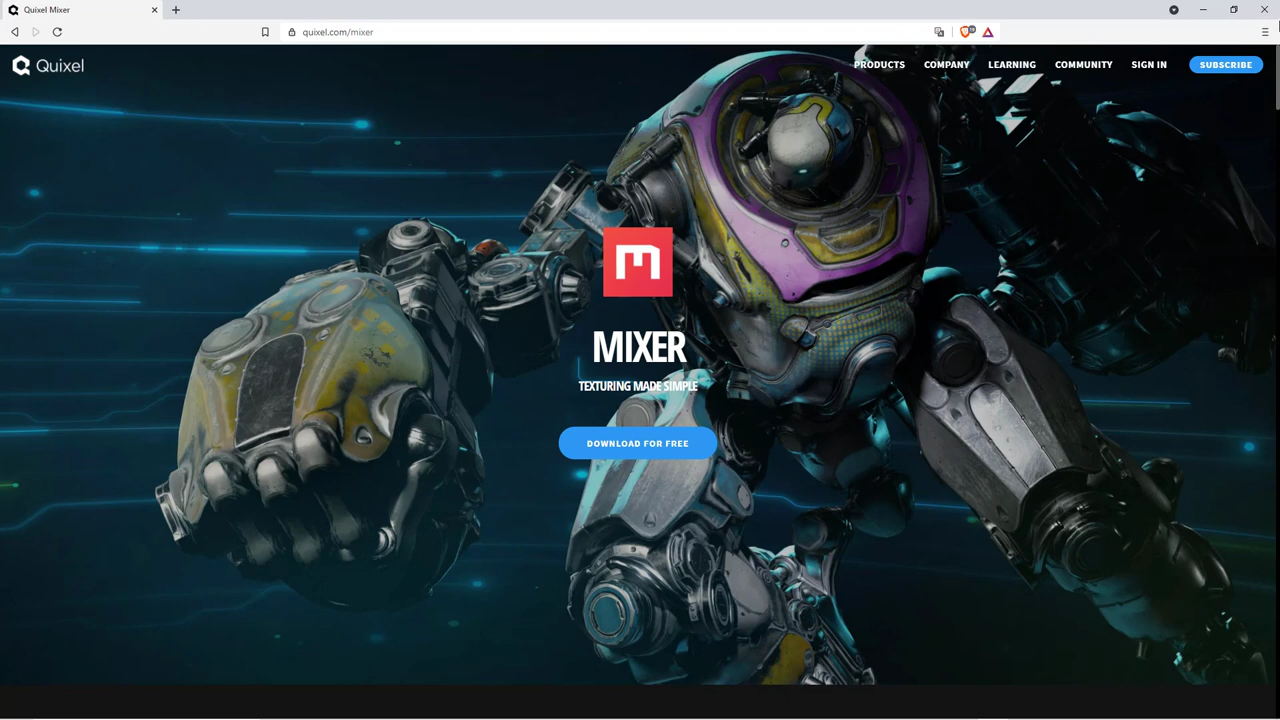 Quixel Mixer
quixel.com/mixer
Quixel
PRODUCTS COMPANY LEARNING COMMUNITY SIGN IN SUBSCRIBE
m
MIXER
TEXTURING MADE SIMPLE
DOWNLOAD FOR FREE